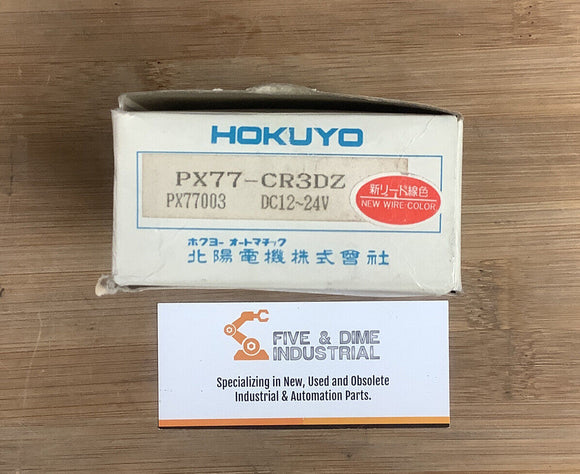 HOKUYO
PX77-CR3DZ
PX77003 DC12~24V
新リード線色
NEW WIRE COLOR
ホクヨー オートマチック
北陽電機株式會社
FIVE & DIME
INDUSTRIAL
Specializing in New, Used and Obsolete
Industrial & Automation Parts.